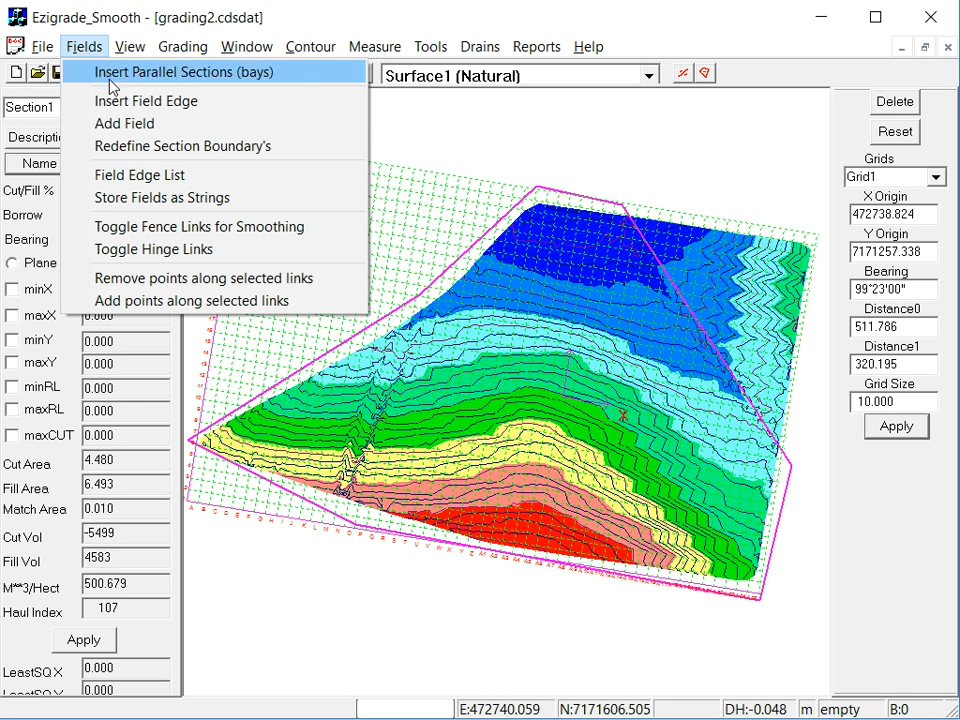 Ezigrade_Smooth - [grading2.cdsdat]
File Fields View Grading Window Contour Measure Tools Drains Reports Help
Surface1 (Natural)
Insert Parallel Sections (bays)
Insert Field Edge
Add Field
Redefine Section Boundary's
Field Edge List
Store Fields as Strings
Toggle Fence Links for Smoothing
Toggle Hinge Links
Remove points along selected links
Add points along selected links
Section1
Name
Cut/Fill %
Borrow
Bearing
Plane
minX
maxX 0.000
minY 0.000
maxY 0.000
minRL 0.000
maxRL 0.000
maxCUT 0.000
Cut Area 4.480
Fill Area 6.493
Match Area 0.010
Cut Vol -5499
Fill Vol 4583
M**3/Hect 500.679
Haul Index 107
Apply
LeastSQ X 0.000
0.000
Delete
Reset
Grids
Grid1
X Origin
472738.824
Y Origin
7171257.338
Bearing
99°23'00"
Distance0
511.786
Distance1
320.195
Grid Size
10.000
Apply
E:472740.059 N:7171606.505 DH:-0.048 m empty B:0